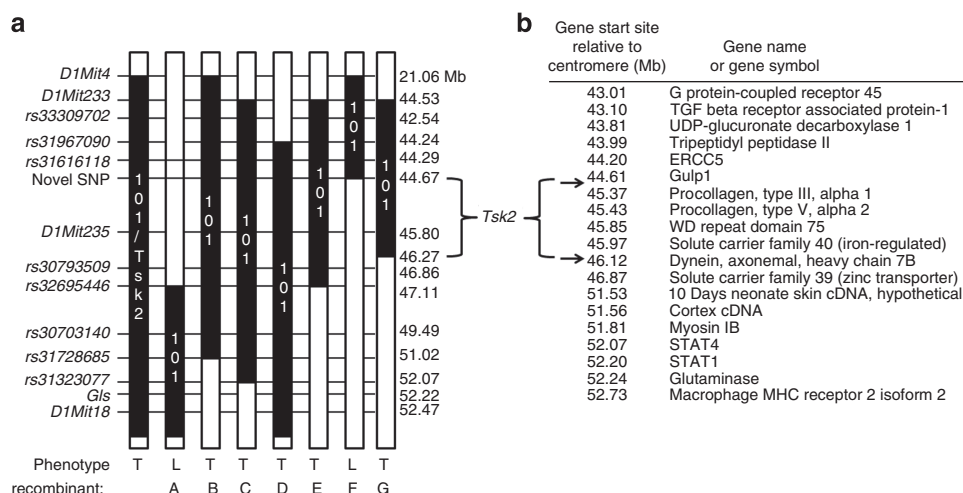 a
D1Mit4
D1Mit233
rs33309702
rs31967090
rs31616118
Novel SNP
D1Mit235
rs30793509
rs32695446
rs30703140
rs31728685
rs31323077
Gls
D1Mit18
101/Tsk2
101
101
101
101
101
101
101
21.06 Mb
44.53
42.54
44.24
44.29
44.67
45.80
46.27
46.86
47.11
49.49
51.02
52.07
52.22
52.47
Phenotype T L T T T T L T
recombinant: A B C D E F G
Tsk2
b
Gene start site
relative to
centromere (Mb)
Gene name
or gene symbol
43.01 G protein-coupled receptor 45
43.10 TGF beta receptor associated protein-1
43.81 UDP-glucuronate decarboxylase 1
43.99 Tripeptidyl peptidase II
44.20 ERCC5
44.61 Gulp1
45.37 Procollagen, type III, alpha 1
45.43 Procollagen, type V, alpha 2
45.85 WD repeat domain 75
45.97 Solute carrier family 40 (iron-regulated)
46.12 Dynein, axonemal, heavy chain 7B
46.87 Solute carrier family 39 (zinc transporter)
51.53 10 Days neonate skin cDNA, hypothetical
51.56 Cortex cDNA
51.81 Myosin IB
52.07 STAT4
52.20 STAT1
52.24 Glutaminase
52.73 Macrophage MHC receptor 2 isoform 2